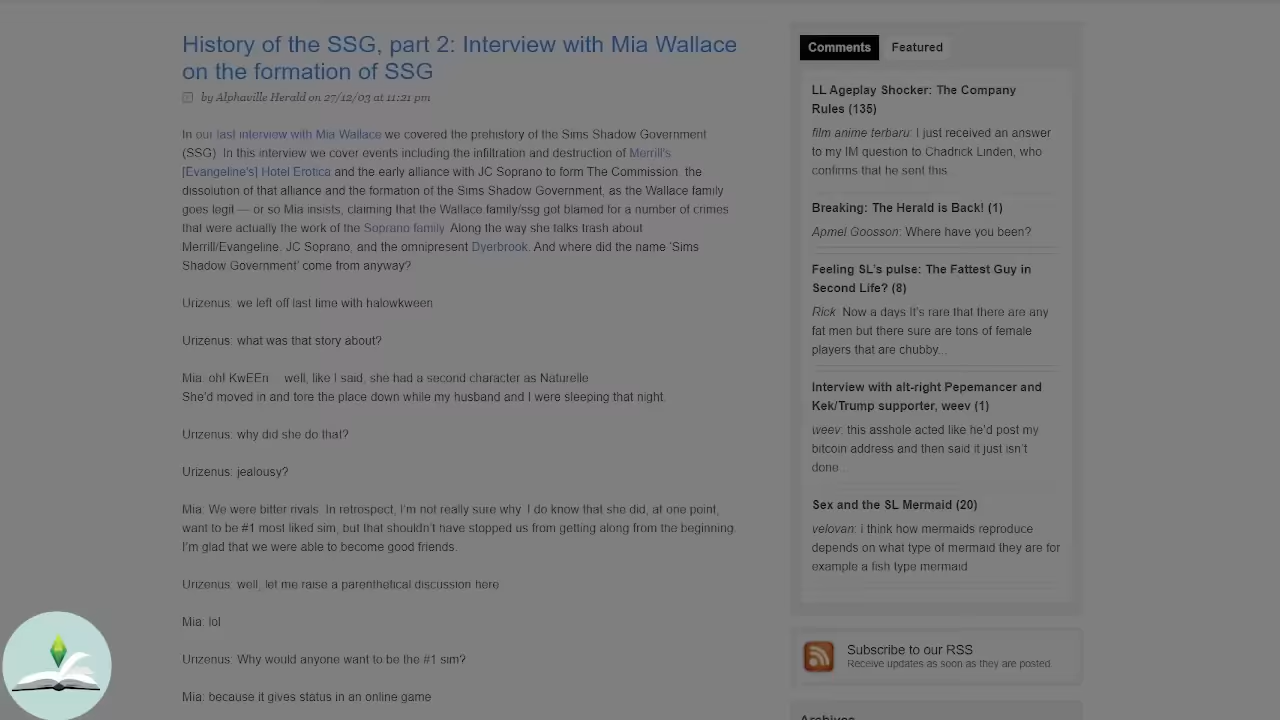 History of the SSG, part 2: Interview with Mia Wallace
on the formation of SSG
by Alphaville Herald on 27/12/03 at 11:21 pm
In our last interview with Mia Wallace we covered the prehistory of the Sims Shadow Government
(SSG). In this interview we cover events including the infiltration and destruction of Merrill's
[Evangeline's] Hotel Erotica and the early alliance with JC Soprano to form The Commission, the
dissolution of that alliance and the formation of the Sims Shadow Government, as the Wallace family
goes legit — or so Mia insists, claiming that the Wallace family/ssg got blamed for a number of crimes
that were actually the work of the Soprano family. Along the way she talks trash about
Merrill/Evangeline, JC Soprano, and the omnipresent Dyerbrook. And where did the name 'Sims
Shadow Government' come from anyway?
Urizenus: we left off last time with halowkween
Urizenus: what was that story about?
Mia: oh! KwEEn... well, like I said, she had a second character as Naturelle
She'd moved in and tore the place down while my husband and I were sleeping that night.
Urizenus: why did she do that?
Urizenus: jealousy?
Mia: We were bitter rivals. In retrospect, I'm not really sure why. I do know that she did, at one point,
want to be #1 most liked sim, but that shouldn't have stopped us from getting along from the beginning.
I'm glad that we were able to become good friends.
Urizenus: well, let me raise a parenthetical discussion here
Mia: lol
Urizenus: Why would anyone want to be the #1 sim?
Mia: because it gives status in an online game
Comments Featured
LL Ageplay Shocker: The Company
Rules (135)
film anime terbaru: I just received an answer
to my IM question to Chadrick Linden, who
confirms that he sent this...
Breaking: The Herald is Back! (1)
Apmel Goosson: Where have you been?
Feeling SL's pulse: The Fattest Guy in
Second Life? (8)
Rick: Now a days It's rare that there are any
fat men but there sure are tons of female
players that are chubby...
Interview with alt-right Pepemancer and
Kek/Trump supporter, weev (1)
weev: this asshole acted like he'd post my
bitcoin address and then said it just isn't
done...
Sex and the SL Mermaid (20)
velovan: i think how mermaids reproduce
depends on what type of mermaid they are for
example a fish type mermaid
Subscribe to our RSS
Receive updates as soon as they are posted
Archives